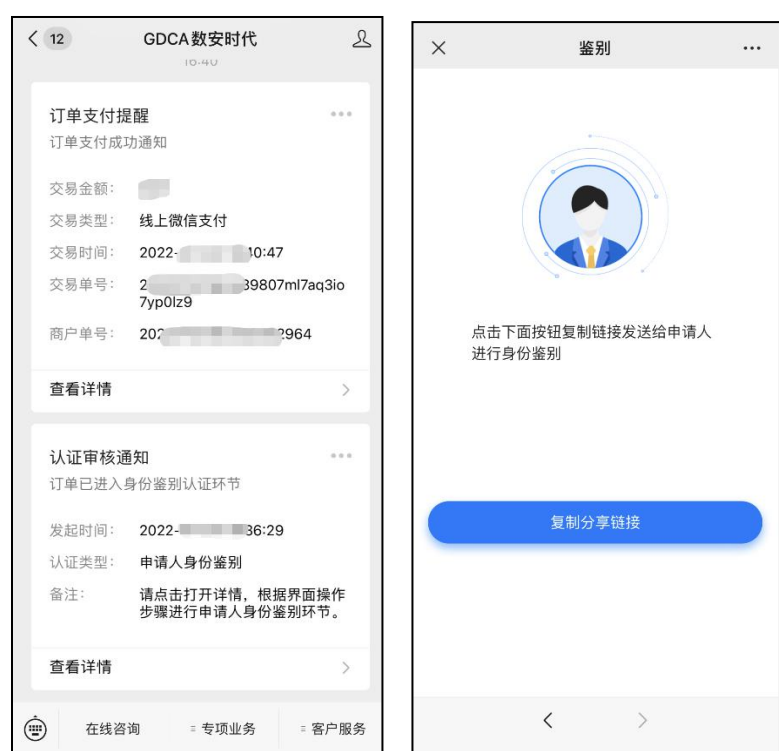 12
GDCA数安时代
16:40
订单支付提醒
订单支付成功通知
交易金额:
交易类型: 线上微信支付
交易时间: 2022- 40:47
交易单号: 2 39807ml7aq3io
7yp0lz9
商户单号: 202 2964
查看详情
认证审核通知
订单已进入身份鉴别认证环节
发起时间: 2022- 36:29
认证类型: 申请人身份鉴别
备注: 请点击打开详情，根据界面操作
步骤进行申请人身份鉴别环节。
查看详情
在线咨询 专项业务 客户服务
鉴别
点击下面按钮复制链接发送给申请人
进行身份鉴别
复制分享链接